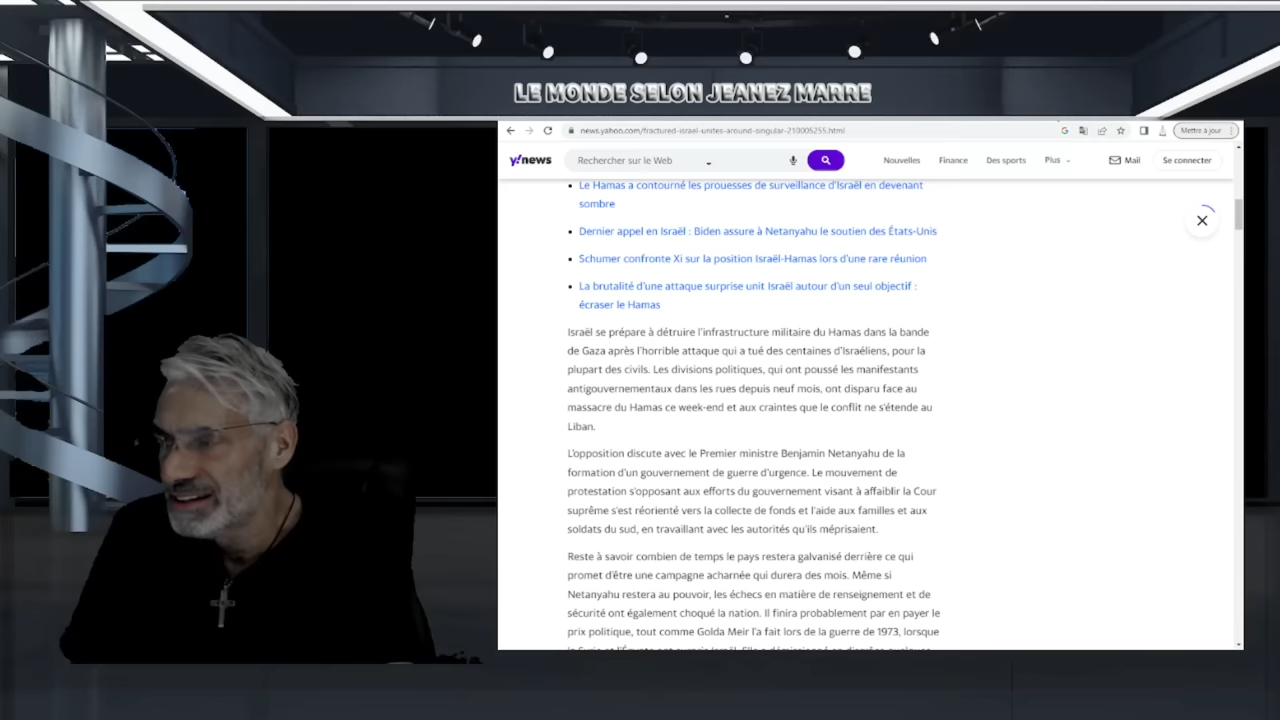 LE MONDE SELON JEANEZ MARRE
news.yahoo.com/fractured-israel-unites-around-singular-210005255.html
Mettre à jour
y!news
Rechercher sur le Web
Nouvelles
Finance
Des sports
Plus
Mail
Se connecter
Le Hamas a contourné les prouesses de surveillance d'Israël en devenant
sombre
Dernier appel en Israël : Biden assure à Netanyahu le soutien des États-Unis
Schumer confronte Xi sur la position Israël-Hamas lors d'une rare réunion
La brutalité d'une attaque surprise unit Israël autour d'un seul objectif :
écraser le Hamas
Israël se prépare à détruire l'infrastructure militaire du Hamas dans la bande
de Gaza après l'horrible attaque qui a tué des centaines d'Israéliens, pour la
plupart des civils. Les divisions politiques, qui ont poussé les manifestants
antigouvernementaux dans les rues depuis neuf mois, ont disparu face au
massacre du Hamas ce week-end et aux craintes que le conflit ne s'étende au
Liban.
L'opposition discute avec le Premier ministre Benjamin Netanyahu de la
formation d'un gouvernement de guerre d'urgence. Le mouvement de
protestation s'opposant aux efforts du gouvernement visant à affaiblir la Cour
suprême s'est réorienté vers la collecte de fonds et l'aide aux familles et aux
soldats du sud, en travaillant avec les autorités qu'ils méprisaient.
Reste à savoir combien de temps le pays restera galvanisé derrière ce qui
promet d'être une campagne acharnée qui durera des mois. Même si
Netanyahu restera au pouvoir, les échecs en matière de renseignement et de
sécurité ont également choqué la nation. Il finira probablement par en payer le
prix politique, tout comme Golda Meir l'a fait lors de la guerre de 1973, lorsque